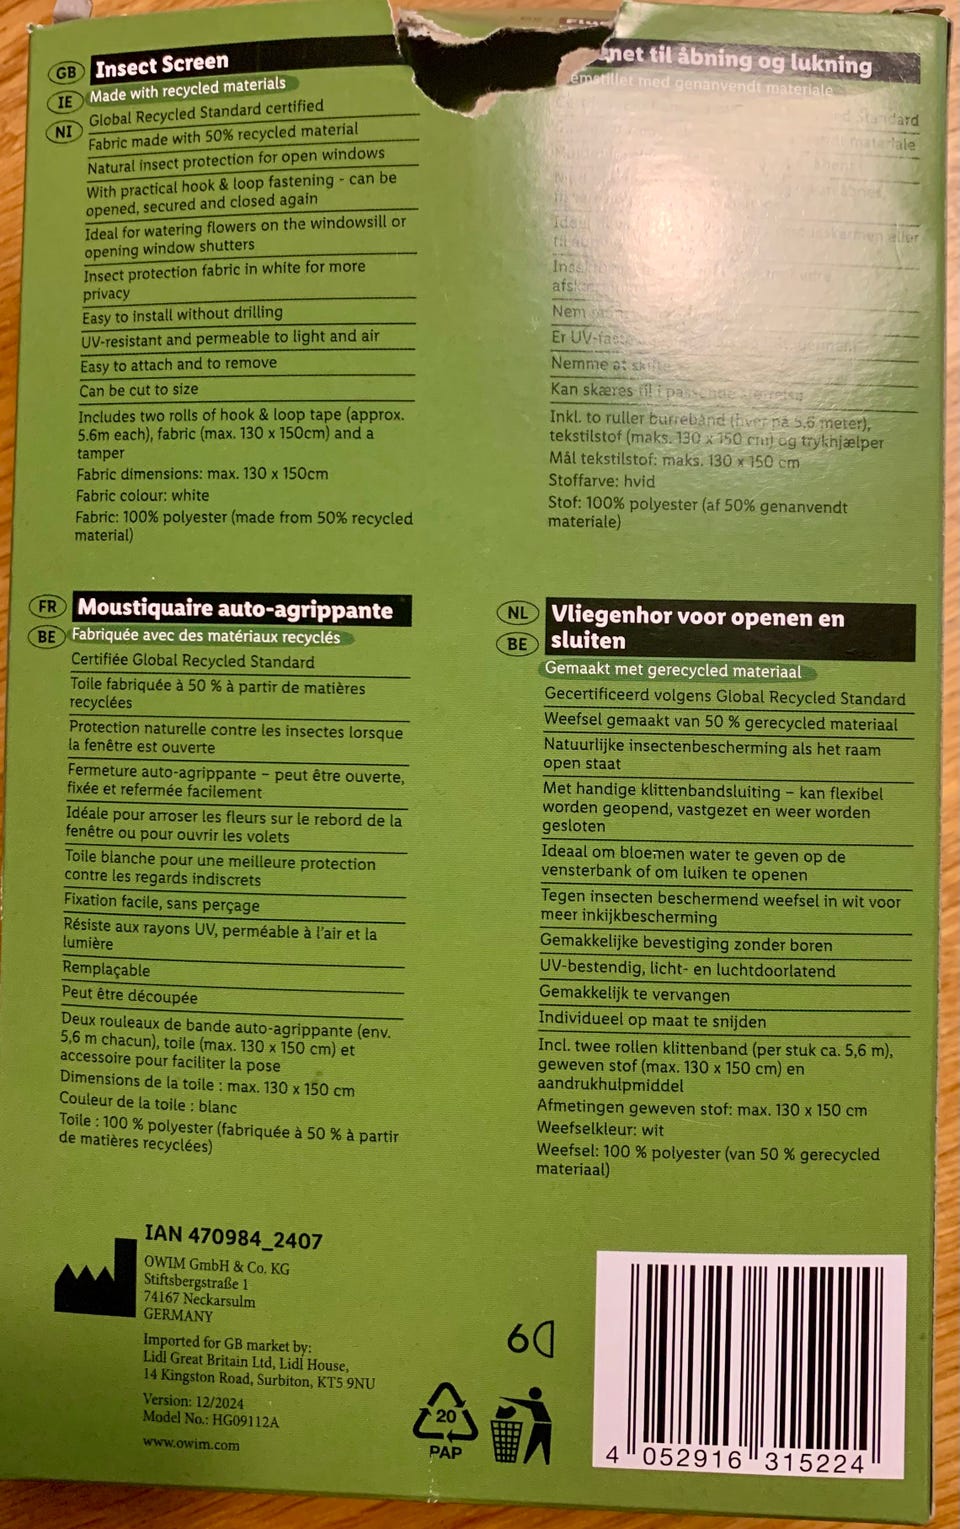 GB
IE
NI
Insect Screen
Made with recycled materials
Global Recycled Standard certified
Fabric made with 50% recycled material
Natural insect protection for open windows
With practical hook & loop fastening - can be
opened, secured and closed again
Ideal for watering flowers on the windowsill or
opening window shutters
Insect protection fabric in white for more
privacy
Easy to install without drilling
UV-resistant and permeable to light and air
Easy to attach and to remove
Can be cut to size
Includes two rolls of hook & loop tape (approx.
5.6m each), fabric (max. 130 x 150cm) and a
tamper
Fabric dimensions: max. 130 x 150cm
Fabric colour: white
Fabric: 100% polyester (made from 50% recycled
material)
til åbning og lukning
med genanvendt materiale
materiale
eller
Nem
Er
Nemme at
Kan skæres til i
Inkl. to ruller burrebånd (hver på 5,6 meter),
tekstilstof (maks. 130 x 150 cm) og trykhjælper
Mål tekstilstof: maks. 130 x 150 cm
Stoffarve: hvid
Stof: 100% polyester (af 50% genanvendt
materiale)
FR
BE
Moustiquaire auto-agrippante
Fabriquée avec des matériaux recyclés
Certifiée Global Recycled Standard
Toile fabriquée à 50 % à partir de matières
recyclées
Protection naturelle contre les insectes lorsque
la fenêtre est ouverte
Fermeture auto-agrippante – peut être ouverte,
fixée et refermée facilement
Idéale pour arroser les fleurs sur le rebord de la
fenêtre ou pour ouvrir les volets
Toile blanche pour une meilleure protection
contre les regards indiscrets
Fixation facile, sans perçage
Résiste aux rayons UV, perméable à l'air et la
lumière
Remplaçable
Peut être découpée
Deux rouleaux de bande auto-agrippante (env.
5,6 m chacun), toile (max. 130 x 150 cm) et
accessoire pour faciliter la pose
Dimensions de la toile : max. 130 x 150 cm
Couleur de la toile : blanc
Toile : 100 % polyester (fabriquée à 50 % à partir
de matières recyclées)
NL
BE
Vliegenhor voor openen en
sluiten
Gemaakt met gerecycled materiaal
Gecertificeerd volgens Global Recycled Standard
Weefsel gemaakt van 50 % gerecycled materiaal
Natuurlijke insectenbescherming als het raam
open staat
Met handige klittenbandsluiting – kan flexibel
worden geopend, vastgezet en weer worden
gesloten
Ideaal om bloemen water te geven op de
vensterbank of om luiken te openen
Tegen insecten beschermend weefsel in wit voor
meer inkijkbescherming
Gemakkelijke bevestiging zonder boren
UV-bestendig, licht- en luchtdoorlatend
Gemakkelijk te vervangen
Individueel op maat te snijden
Incl. twee rollen klittenband (per stuk ca. 5,6 m),
geweven stof (max. 130 x 150 cm) en
aandrukhulpmiddel
Afmetingen geweven stof: max. 130 x 150 cm
Weefselkleur: wit
Weefsel: 100 % polyester (van 50 % gerecycled
materiaal)
IAN 470984_2407
OWIM GmbH & Co. KG
Stiftsbergstraße 1
74167 Neckarsulm
GERMANY
Imported for GB market by:
Lidl Great Britain Ltd, Lidl House,
14 Kingston Road, Surbiton, KT5 9NU
Version: 12/2024
Model No.: HG09112A
www.owim.com
6
20
PAP
4 052916 315224